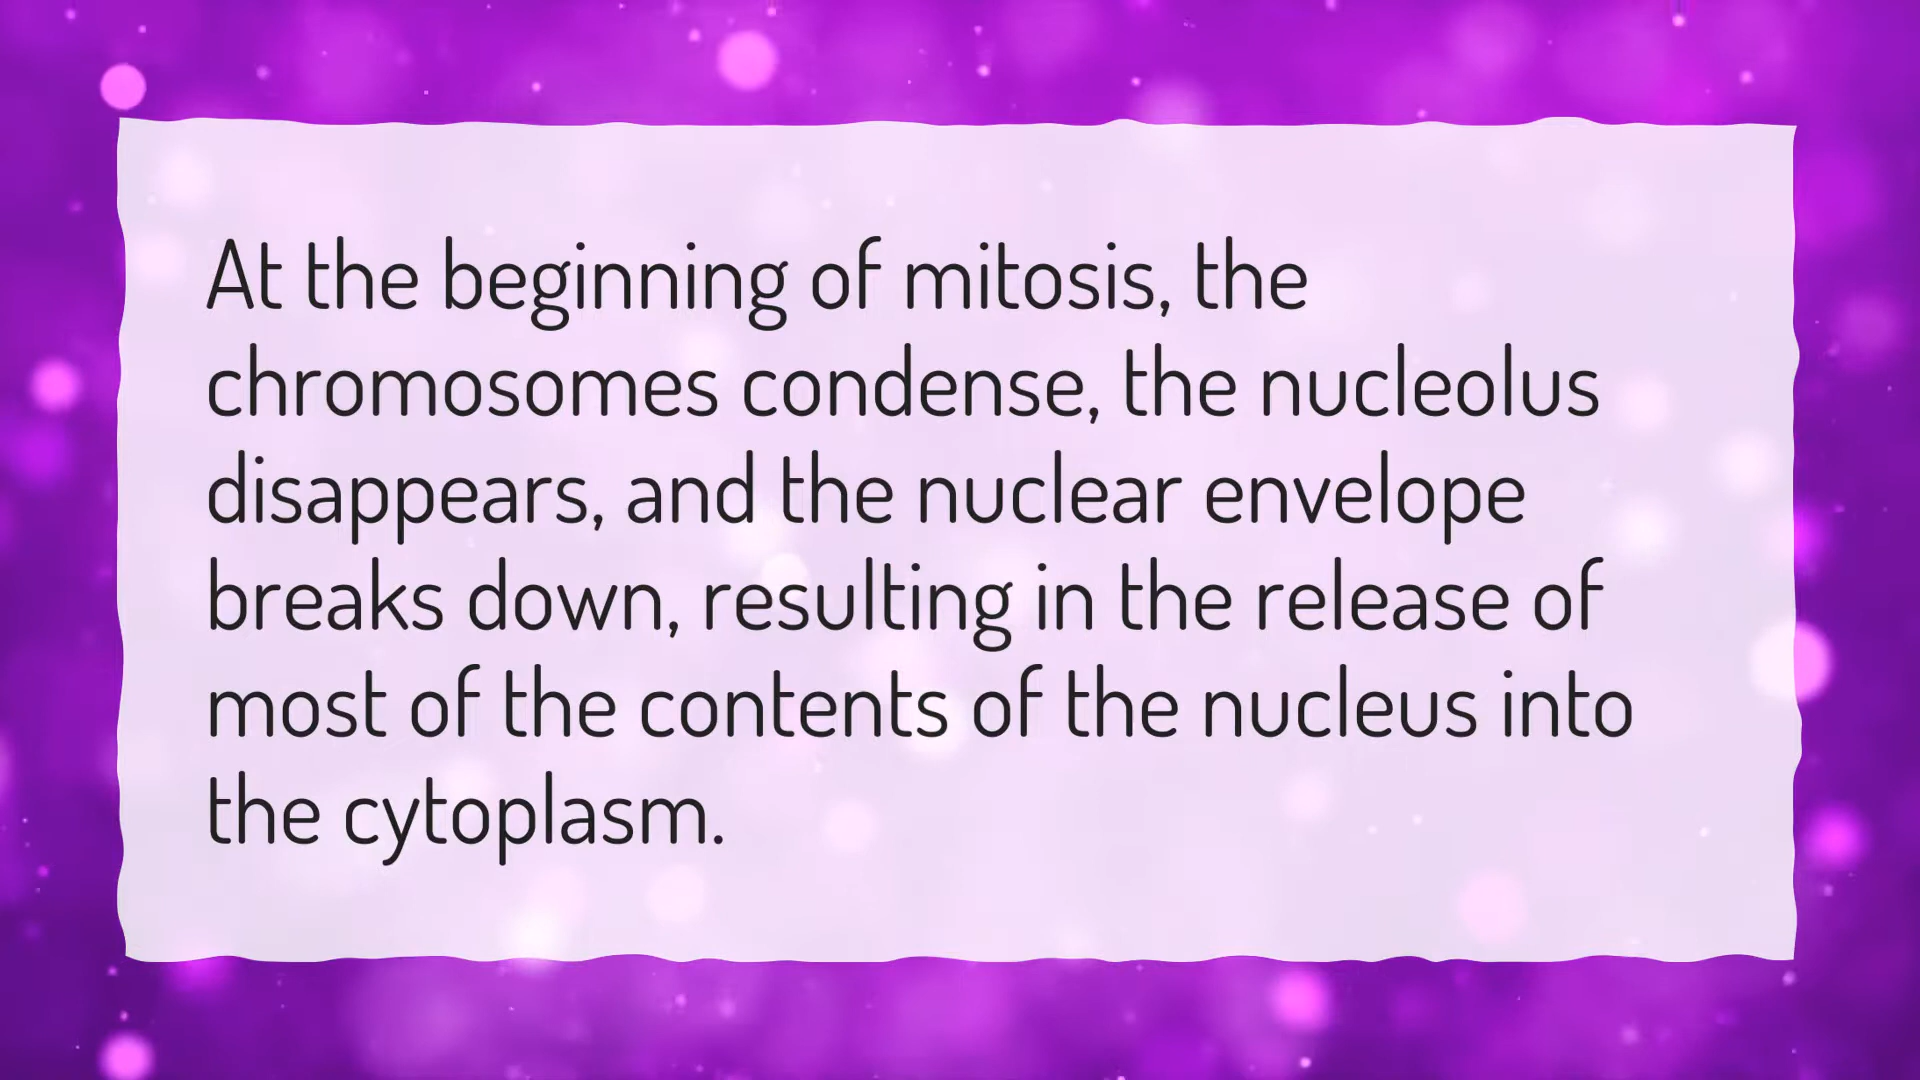 At the beginning of mitosis, the
chromosomes condense, the nucleolus
disappears, and the nuclear envelope
breaks down, resulting in the release of
most of the contents of the nucleus into
the cytoplasm.